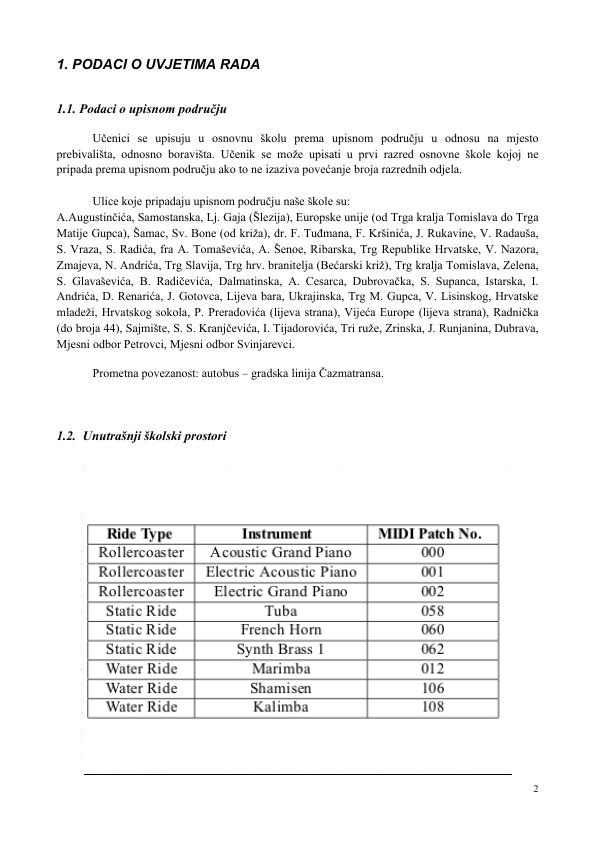 1. PODACI O UVJETIMA RADA
1.1. Podaci o upisnom području
Učenici se upisuju u osnovnu školu prema upisnom području u odnosu na mjesto
prebivališta, odnosno boravišta. Učenik se može upisati u prvi razred osnovne škole kojoj ne
pripada prema upisnom području ako to ne izaziva povećanje broja razrednih odjela.
Ulice koje pripadaju upisnom području naše škole su:
A.Augustinčića, Samostanska, Lj. Gaja (Šlezija), Europske unije (od Trga kralja Tomislava do Trga
Matije Gupca), Šamac, Sv. Bone (od križa), dr. F. Tuđmana, F. Kršinića, J. Rukavine, V. Radauša,
S. Vraza, S. Radića, fra A. Tomaševića, A. Šenoe, Ribarska, Trg Republike Hrvatske, V. Nazora,
Zmajeva, N. Andrića, Trg Slavija, Trg hrv. branitelja (Bećarski križ), Trg kralja Tomislava, Zelena,
S. Glavaševića, B. Radičevića, Dalmatinska, A. Cesarca, Dubrovačka, S. Supanca, Istarska, I.
Andrića, D. Renarića, J. Gotovca, Lijeva bara, Ukrajinska, Trg M. Gupca, V. Lisinskog, Hrvatske
mladeži, Hrvatskog sokola, P. Preradovića (lijeva strana), Vijeća Europe (lijeva strana), Radnička
(do broja 44), Sajmište, S. S. Kranjčevića, I. Tijadorovića, Tri ruže, Zrinska, J. Runjanina, Dubrava,
Mjesni odbor Petrovci, Mjesni odbor Svinjarevci.
Prometna povezanost: autobus – gradska linija Čazmatransa.
1.2. Unutrašnji školski prostori
Ride Type Instrument MIDI Patch No.
Rollercoaster Acoustic Grand Piano 000
Rollercoaster Electric Acoustic Piano 001
Rollercoaster Electric Grand Piano 002
Static Ride Tuba 058
Static Ride French Horn 060
Static Ride Synth Brass 1 062
Water Ride Marimba 012
Water Ride Shamisen 106
Water Ride Kalimba 108
2